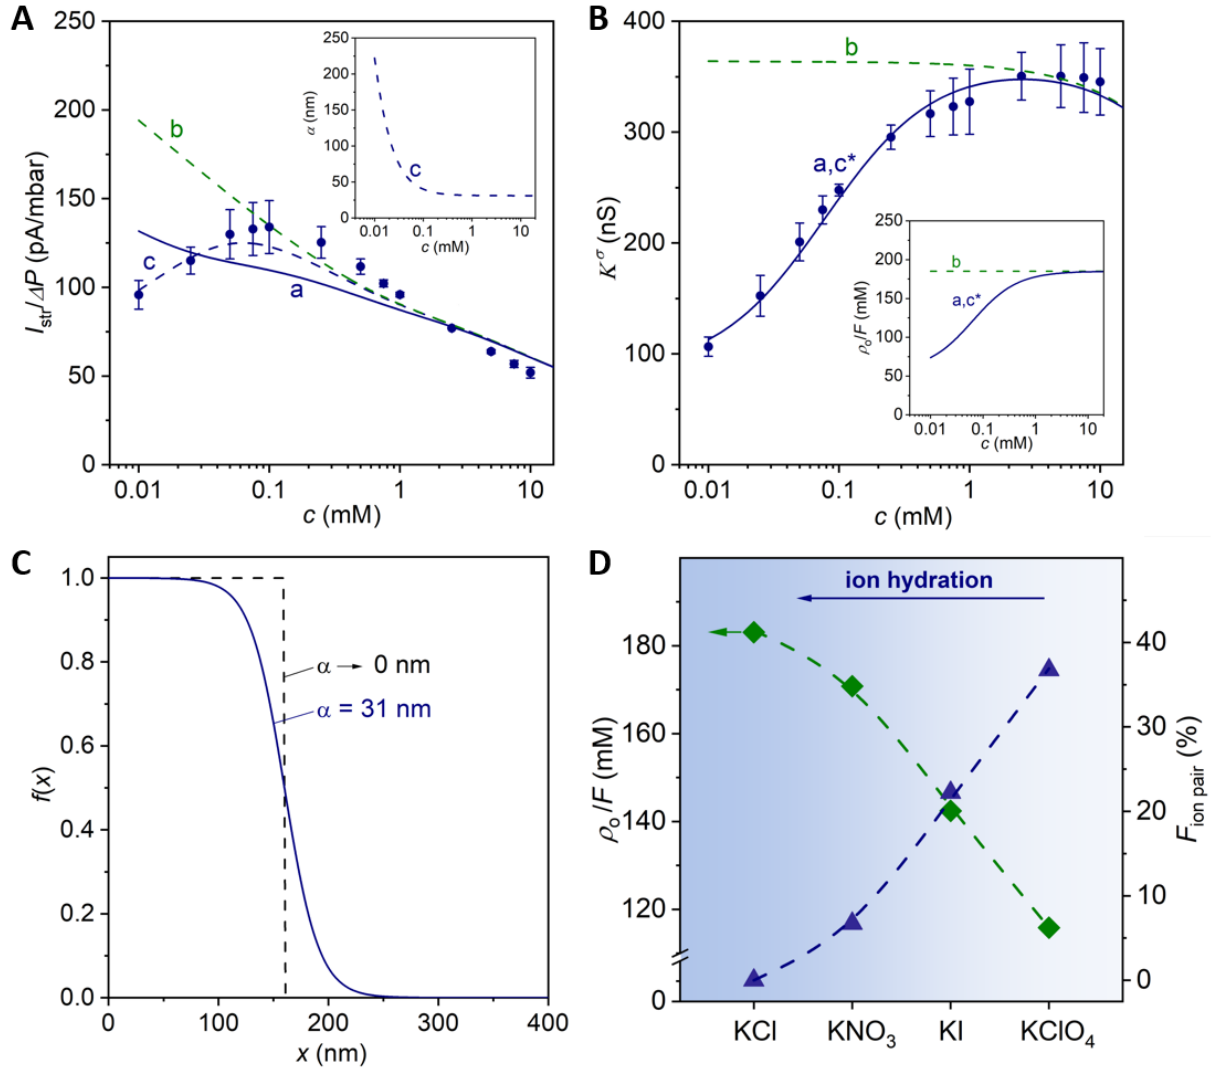 A
250
200
150
100
50
0
0.01
0.1
1
10
c (mM)
I_str/ΔP (pA/mbar)
b
c
a
250
200
150
100
50
0
0.01
0.1
1
10
α (nm)
c
c (mM)
B
400
300
200
100
0
0.01
0.1
1
10
c (mM)
K^σ (nS)
b
a,c*
250
200
150
100
50
0
0.01
0.1
1
10
ρ_o/F (mM)
b
a,c*
c (mM)
C
1.0
0.8
0.6
0.4
0.2
0.0
0
100
200
300
400
x (nm)
f(x)
α → 0 nm
α = 31 nm
D
ion hydration
180
160
140
120
0
ρ_o/F (mM)
40
30
20
10
0
F_ion pair (%)
KCl
KNO₃
KI
KClO₄